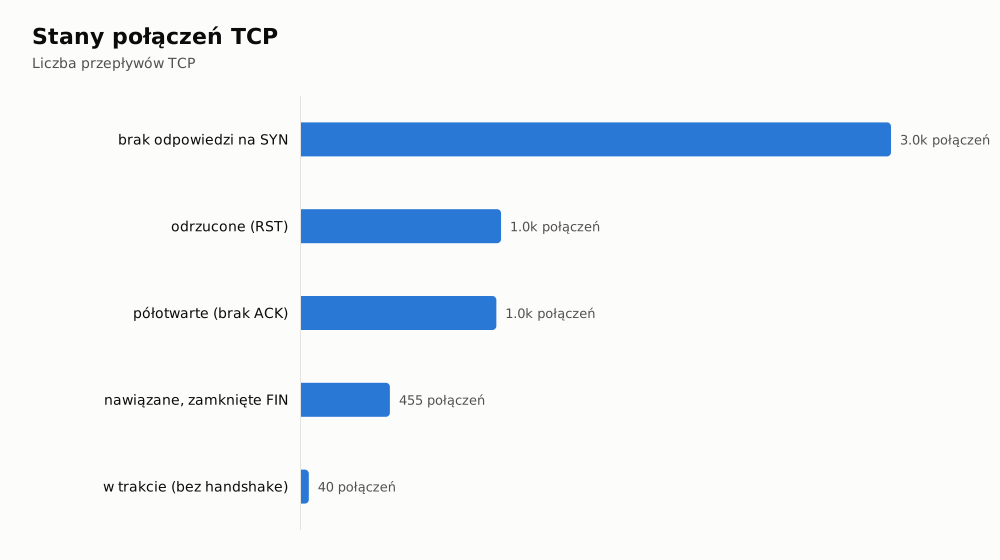 Stany połączeń TCP
Liczba przepływów TCP
brak odpowiedzi na SYN 3.0k połączeń
odrzucone (RST) 1.0k połączeń
półotwarte (brak ACK) 1.0k połączeń
nawiązane, zamknięte FIN 455 połączeń
w trakcie (bez handshake) 40 połączeń